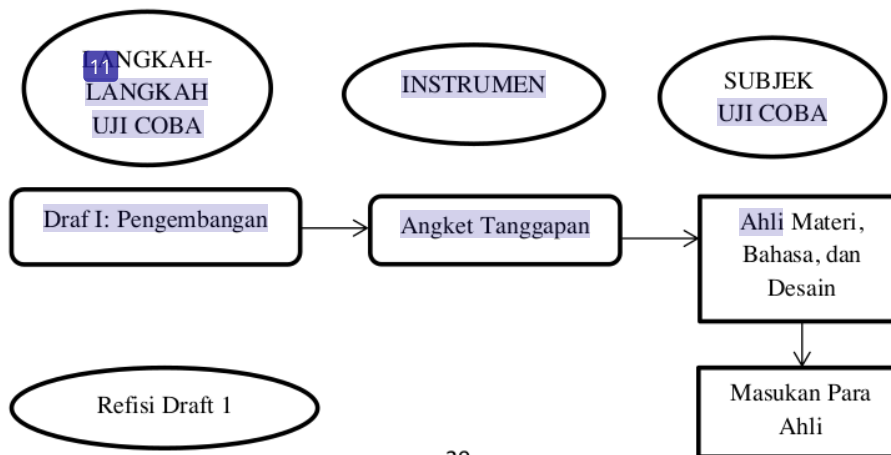 LANGKAH-
LANGKAH
UJI COBA
11
INSTRUMEN
SUBJEK
UJI COBA
Draf I: Pengembangan
Angket Tanggapan
Ahli Materi,
Bahasa, dan
Desain
Refisi Draft 1
Masukan Para
Ahli